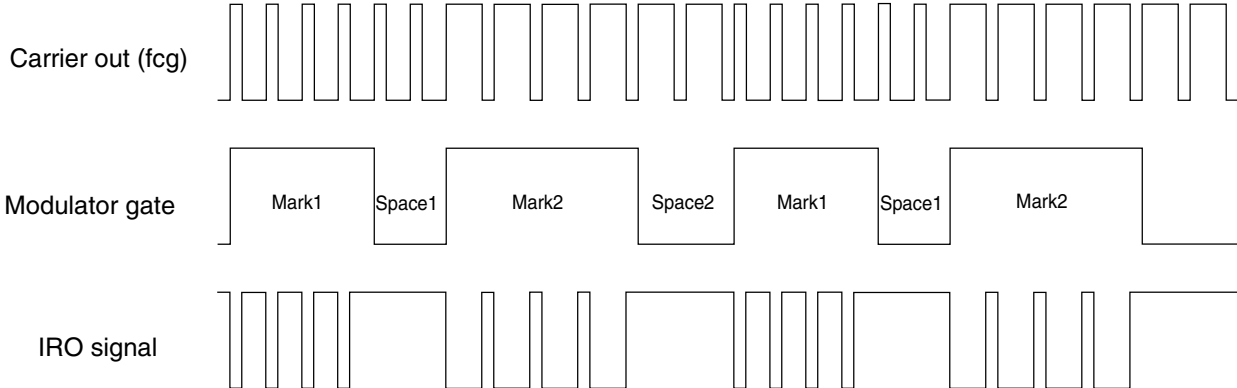 Carrier out (fcg)
Modulator gate
Mark1 Space1 Mark2 Space2 Mark1 Space1 Mark2
IRO signal